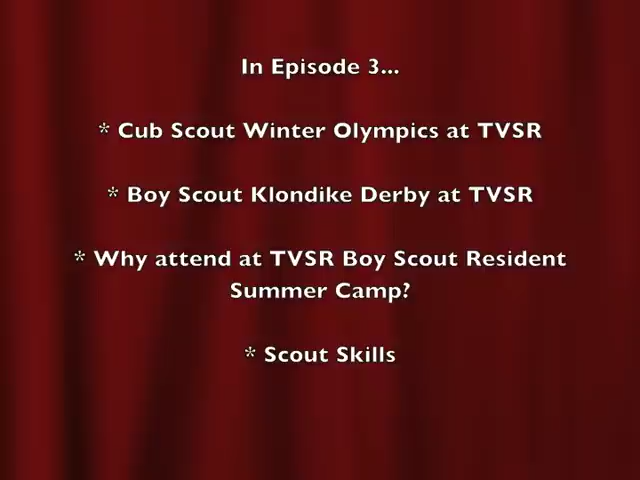 In Episode 3...
* Cub Scout Winter Olympics at TVSR
* Boy Scout Klondike Derby at TVSR
* Why attend at TVSR Boy Scout Resident
Summer Camp?
* Scout Skills